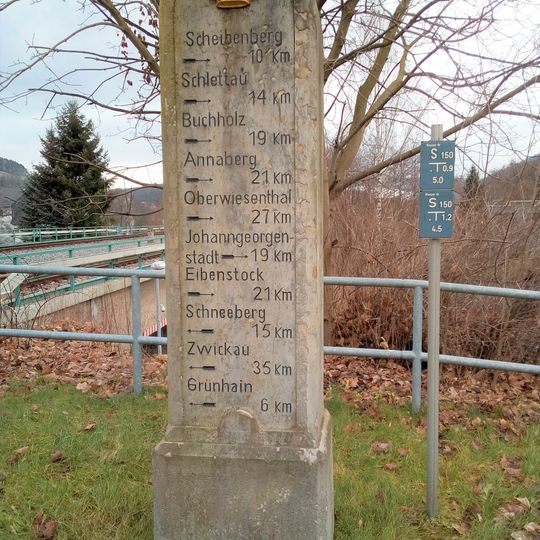 Scheibenberg
10 Km
Schlettau
14 Km
Buchholz
19 Km
Annaberg
21 Km
Oberwiesenthal
27 Km
Johanngeorgen-
stadt 19 Km
Eibenstock
21 Km
Schneeberg
15 Km
Zwickau
35 Km
Grünhain
6 Km
S 150
T 0.9
5.0
S 150
T 1.2
4.5